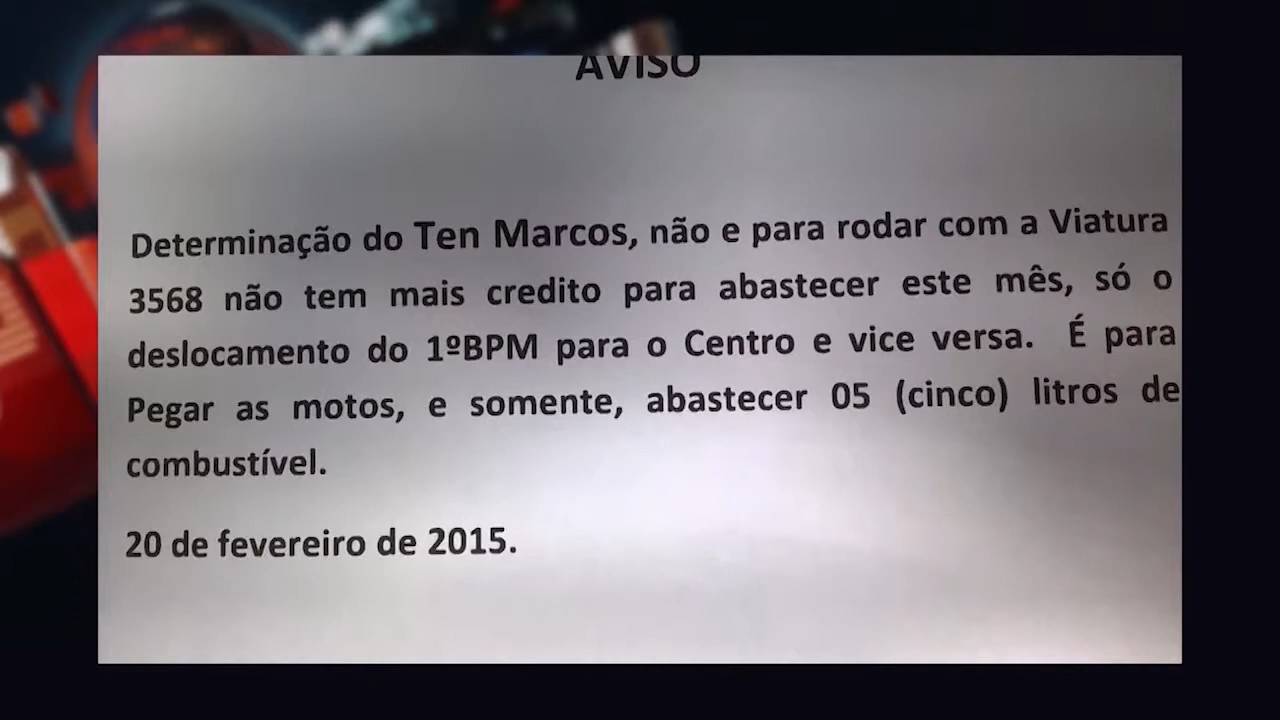 AVISO
Determinação do Ten Marcos, não e para rodar com a Viatura
3568 não tem mais credito para abastecer este mês, só o
deslocamento do 1ºBPM para o Centro e vice versa. É para
Pegar as motos, e somente, abastecer 05 (cinco) litros de
combustível.
20 de fevereiro de 2015.